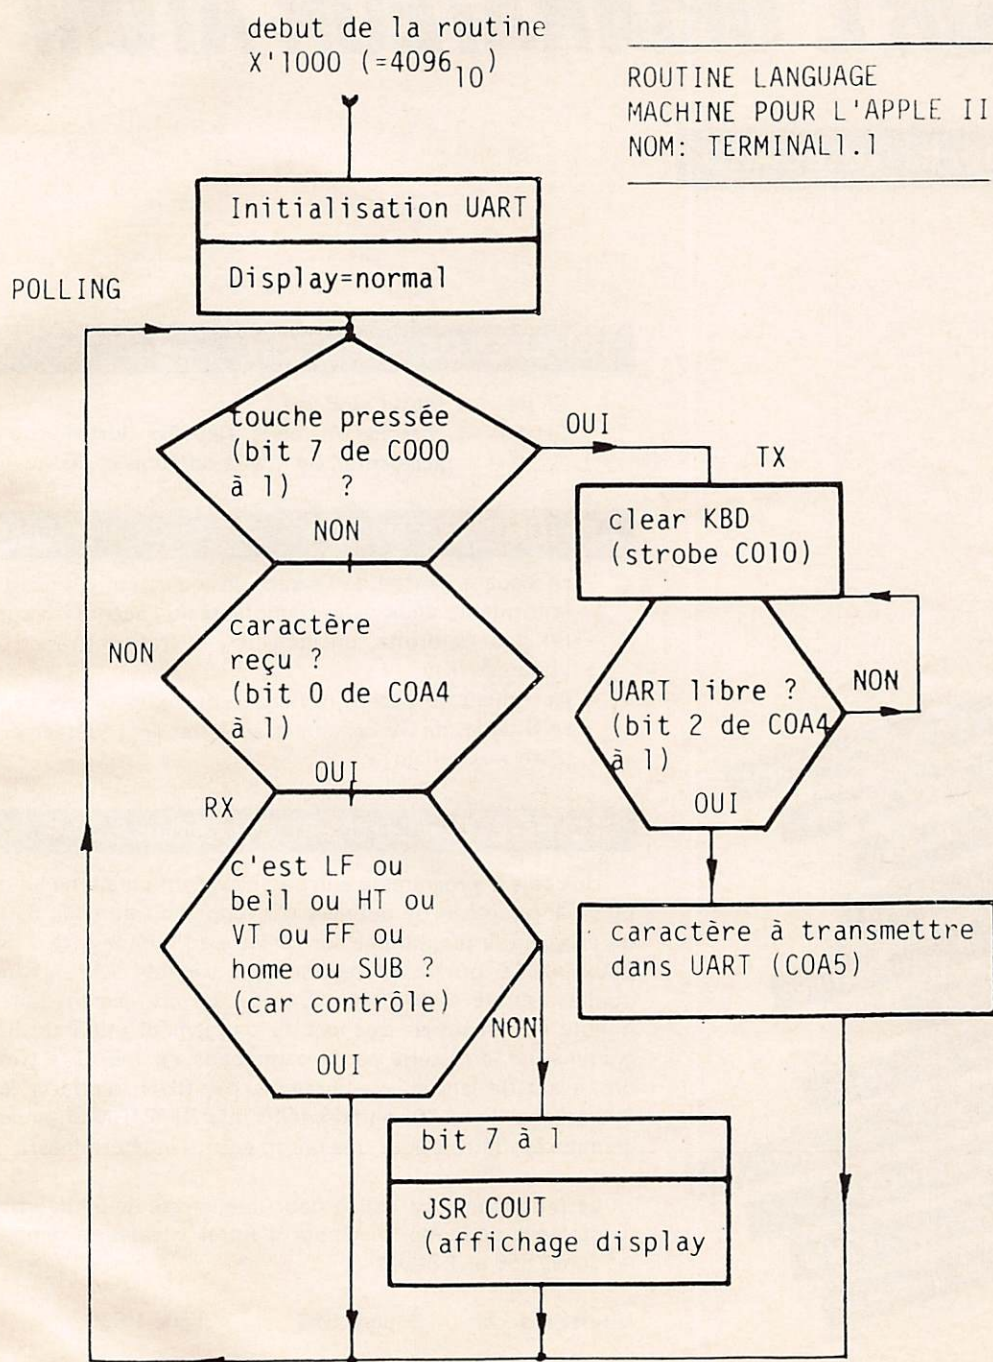 debut de la routine
X'1000 (=4096₁₀)
ROUTINE LANGUAGE
MACHINE POUR L'APPLE II
NOM: TERMINAL1.1
Initialisation UART
Display=normal
POLLING
touche pressée
(bit 7 de C000
à 1) ?
OUI
NON
TX
clear KBD
(strobe C010)
caractère
reçu ?
(bit 0 de C0A4
à 1)
NON
OUI
UART libre ?
(bit 2 de C0A4
à 1)
NON
OUI
RX
c'est LF ou
bell ou HT ou
VT ou FF ou
home ou SUB ?
(car contrôle)
OUI
NON
caractère à transmettre
dans UART (C0A5)
bit 7 à 1
JSR COUT
(affichage display